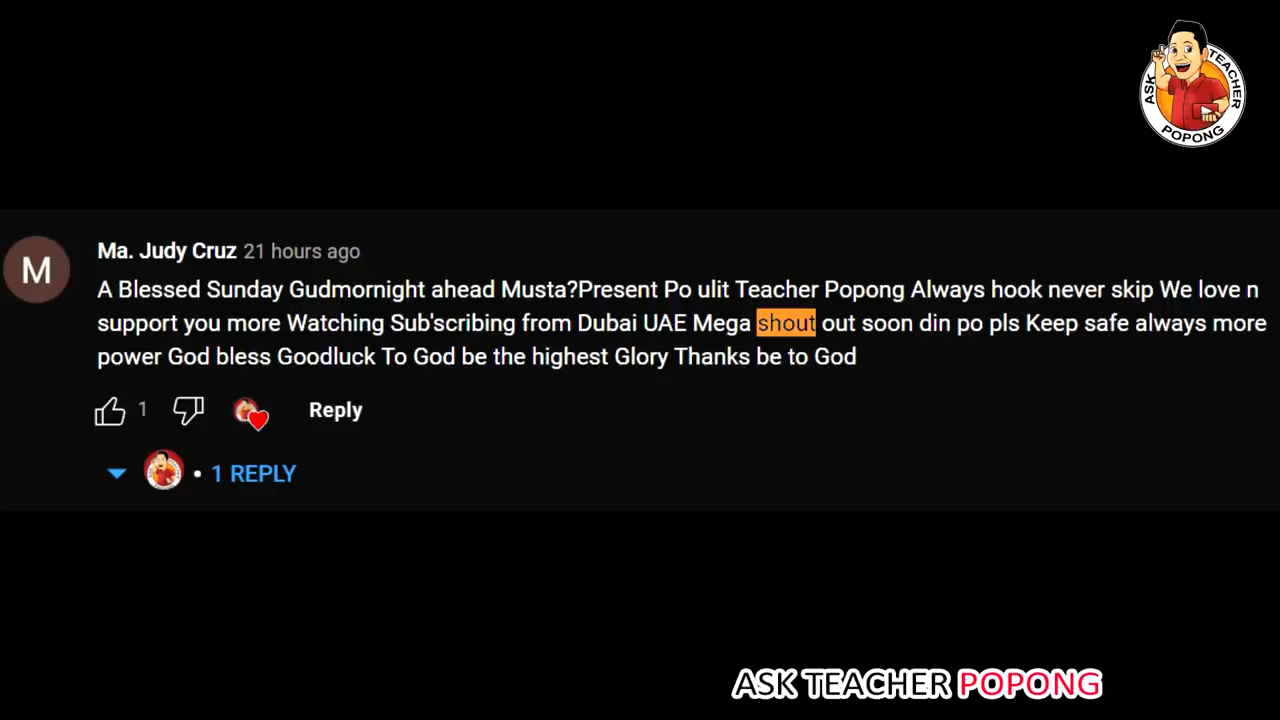 ASK TEACHER
POPONG
Ma. Judy Cruz 21 hours ago
M
A Blessed Sunday Gudmornight ahead Musta?Present Po ulit Teacher Popong Always hook never skip We love n
support you more Watching Sub'scribing from Dubai UAE Mega shout out soon din po pls Keep safe always more
power God bless Goodluck To God be the highest Glory Thanks be to God
1 Reply
• 1 REPLY
ASK TEACHER POPONG